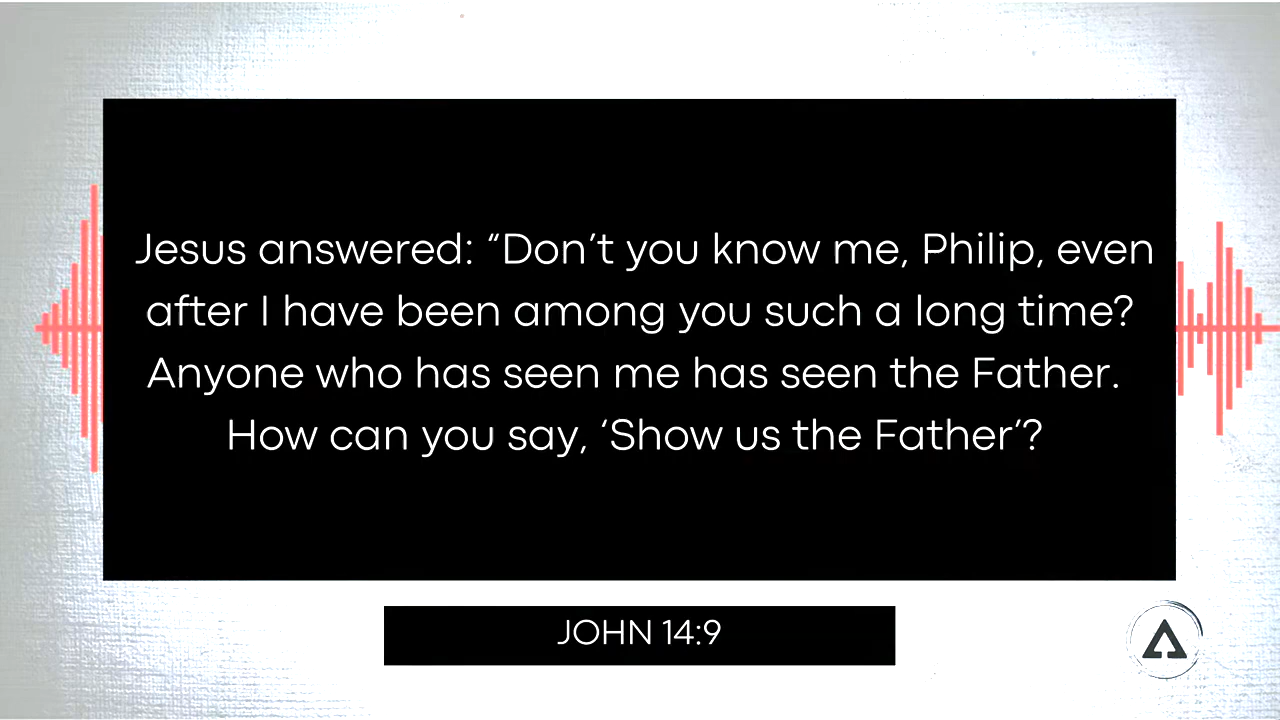 Jesus answered: “Don’t you know me, Philip, even
after I have been among you such a long time?
Anyone who has seen me has seen the Father.
How can you say, ‘Show us the Father’?
JOHN 14:9